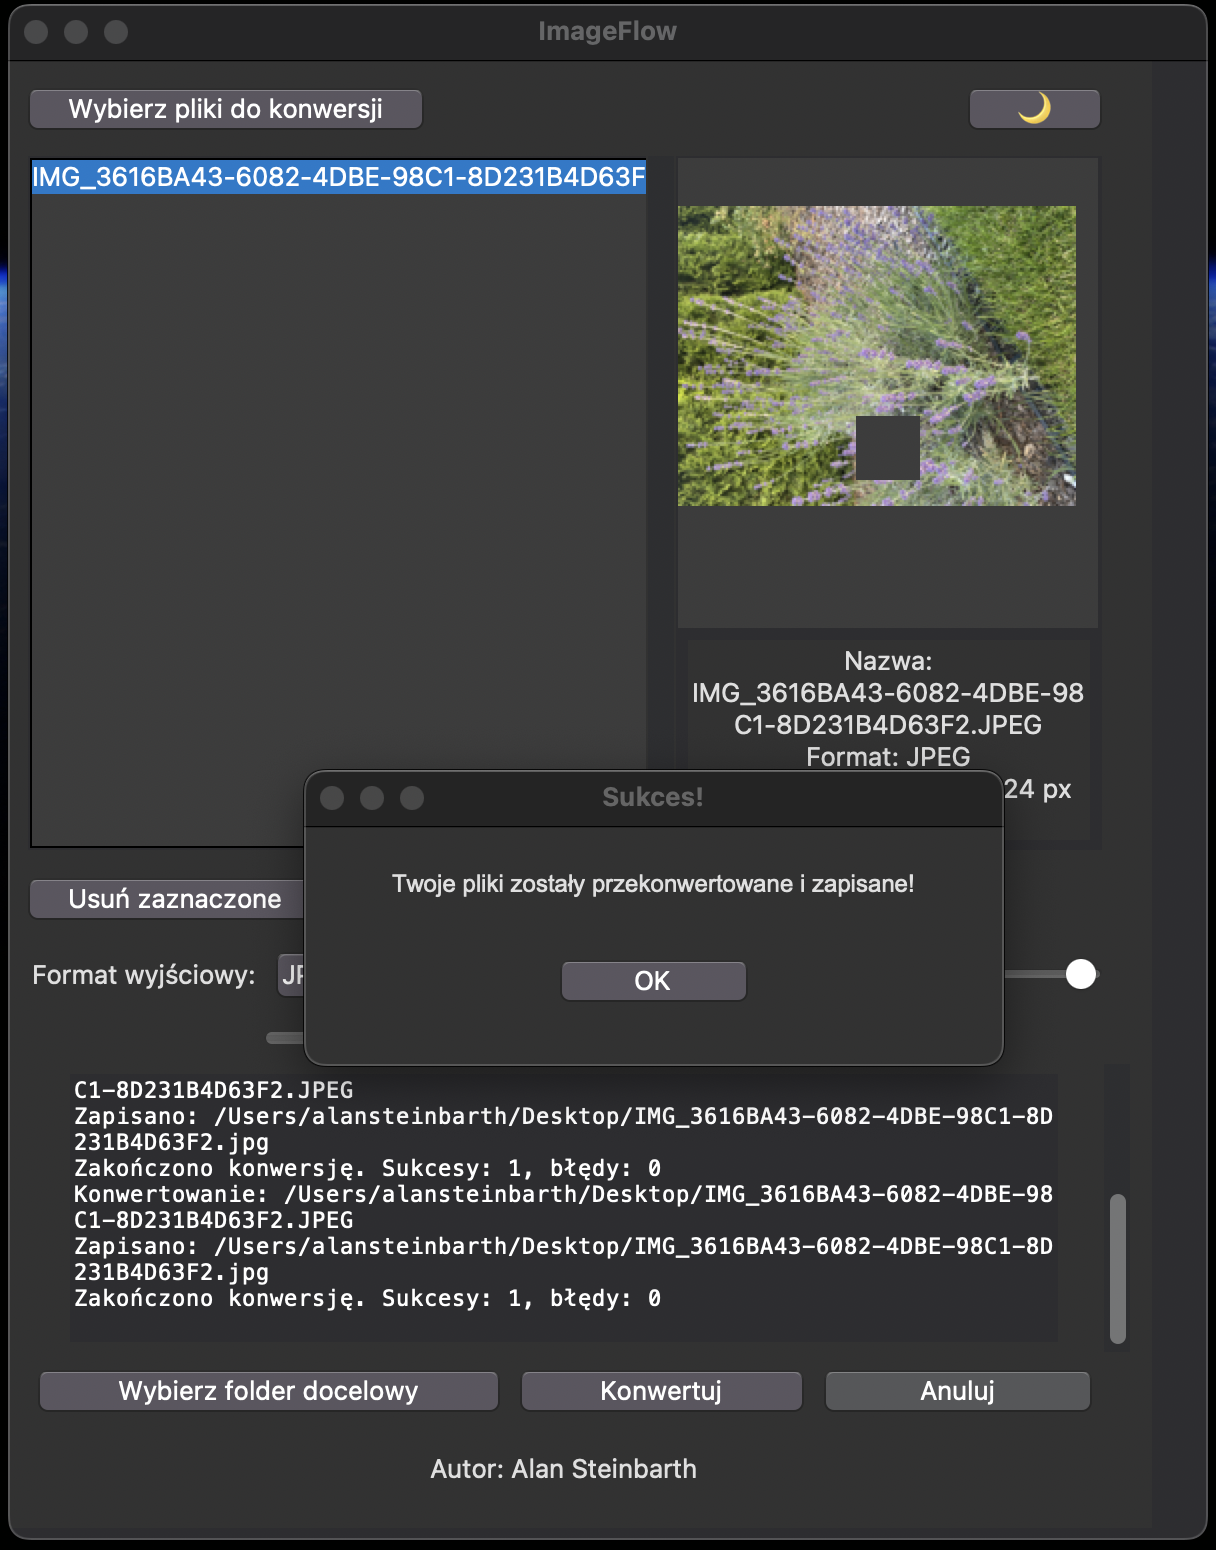 ImageFlow
Wybierz pliki do konwersji
IMG_3616BA43-6082-4DBE-98C1-8D231B4D63F
Nazwa:
IMG_3616BA43-6082-4DBE-98
C1-8D231B4D63F2.JPEG
Format: JPEG
24 px
Sukces!
Twoje pliki zostały przekonwertowane i zapisane!
OK
Usuń zaznaczone
Format wyjściowy: JP
C1-8D231B4D63F2.JPEG
Zapisano: /Users/alansteinbarth/Desktop/IMG_3616BA43-6082-4DBE-98C1-8D
231B4D63F2.jpg
Zakończono konwersję. Sukcesy: 1, błędy: 0
Konwertowanie: /Users/alansteinbarth/Desktop/IMG_3616BA43-6082-4DBE-98
C1-8D231B4D63F2.JPEG
Zapisano: /Users/alansteinbarth/Desktop/IMG_3616BA43-6082-4DBE-98C1-8D
231B4D63F2.jpg
Zakończono konwersję. Sukcesy: 1, błędy: 0
Wybierz folder docelowy
Konwertuj
Anuluj
Autor: Alan Steinbarth